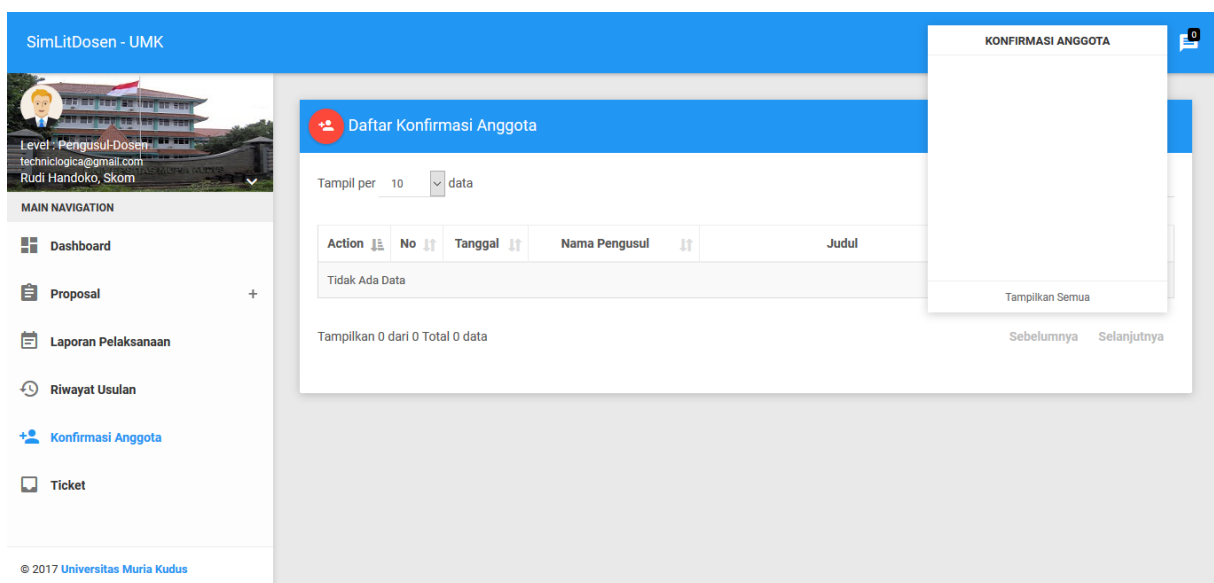 SimLitDosen - UMK
KONFIRMASI ANGGOTA
0
Level : Pengusul-Dosen
techniclogica@gmail.com
Rudi Handoko, Skom
MAIN NAVIGATION
Dashboard
Proposal +
Laporan Pelaksanaan
Riwayat Usulan
Konfirmasi Anggota
Ticket
© 2017 Universitas Muria Kudus
Daftar Konfirmasi Anggota
Tampil per 10 data
Action No Tanggal Nama Pengusul Judul
Tidak Ada Data
Tampilkan Semua
Tampilkan 0 dari 0 Total 0 data
Sebelumnya Selanjutnya